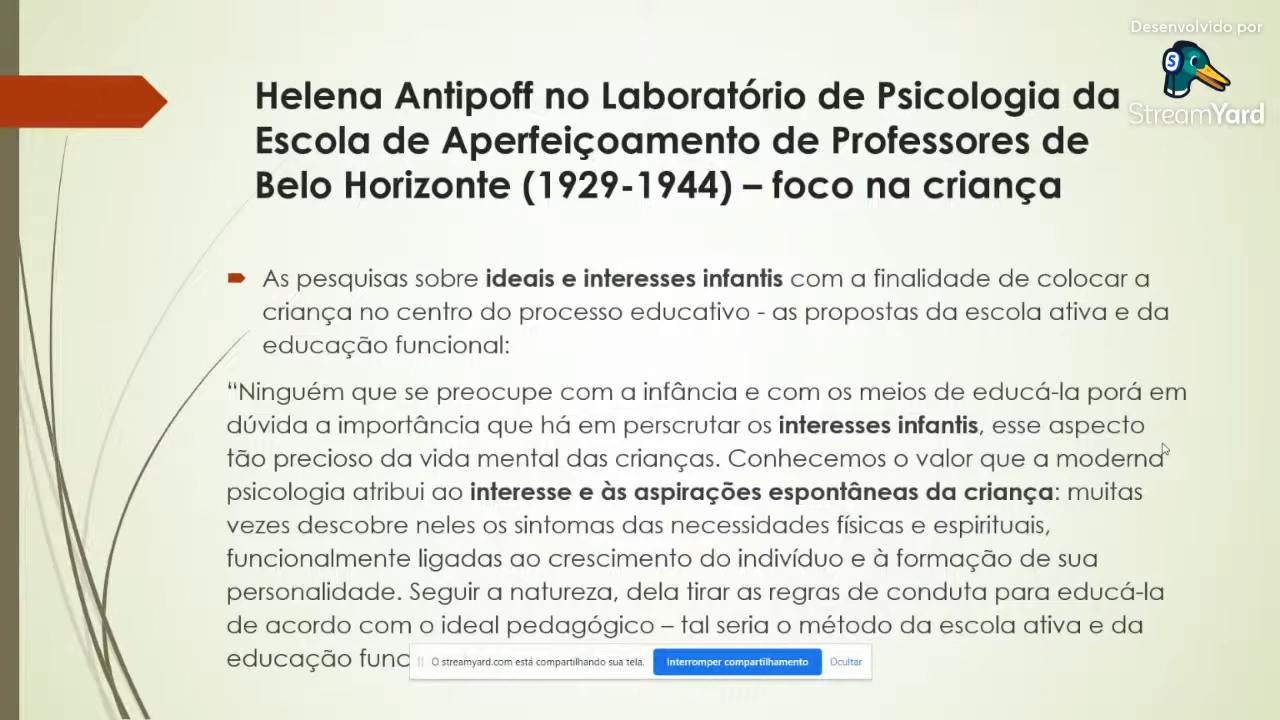 Desenvolvido por
StreamYard
Helena Antipoff no Laboratório de Psicologia da
Escola de Aperfeiçoamento de Professores de
Belo Horizonte (1929-1944) – foco na criança
As pesquisas sobre ideais e interesses infantis com a finalidade de colocar a
criança no centro do processo educativo - as propostas da escola ativa e da
educação funcional:
“Ninguém que se preocupe com a infância e com os meios de educá-la porá em
dúvida a importância que há em perscrutar os interesses infantis, esse aspecto
tão precioso da vida mental das crianças. Conhecemos o valor que a moderna
psicologia atribui ao interesse e às aspirações espontâneas da criança: muitas
vezes descobre neles os sintomas das necessidades físicas e espirituais,
funcionalmente ligadas ao crescimento do indivíduo e à formação de sua
personalidade. Seguir a natureza, dela tirar as regras de conduta para educá-la
de acordo com o ideal pedagógico – tal seria o método da escola ativa e da
educação func
O streamyard.com está compartilhando sua tela. Interromper compartilhamento Ocultar